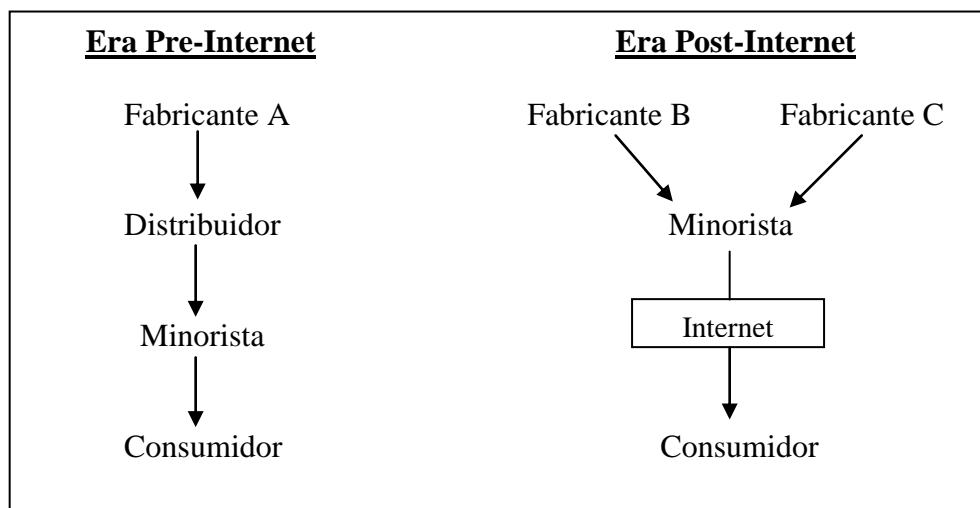 Era Pre-Internet
Fabricante A
Distribuidor
Minorista
Consumidor
Era Post-Internet
Fabricante B Fabricante C
Minorista
Internet
Consumidor